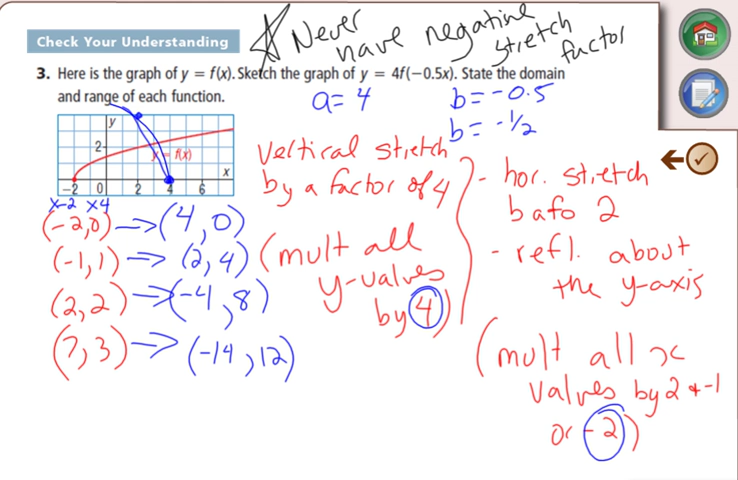 Never
have negative
stretch
factor
Check Your Understanding
3. Here is the graph of y = f(x). Sketch the graph of y = 4f(−0.5x). State the domain
and range of each function.
a = 4
b = -0.5
b = -1/2
y
2
f(x)
x
−2 0 2 4 6
x-2 x4
(-2,0) → (4, 0)
(-1, 1) → (2, 4)
(2, 2) → (-4, 8)
(7, 3) → (-14, 12)
vertical stretch
by a factor of 4
(mult all
y-values
by 4)
- hor. stretch
bafo 2
- refl. about
the y-axis
(mult all x
values by 2 & -1
or -2)